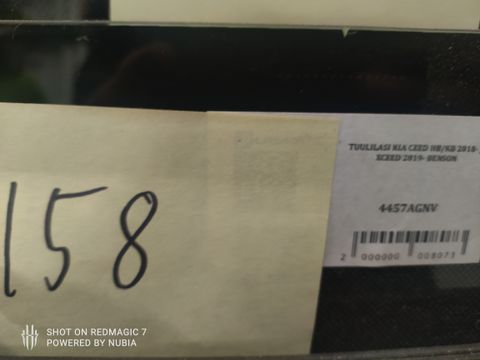 158
TUULILASI KIA CEED HB/KB 2018-
XCEED 2019- BENSON
4457AGNV
2 000000 008073
SHOT ON REDMAGIC 7
POWERED BY NUBIA